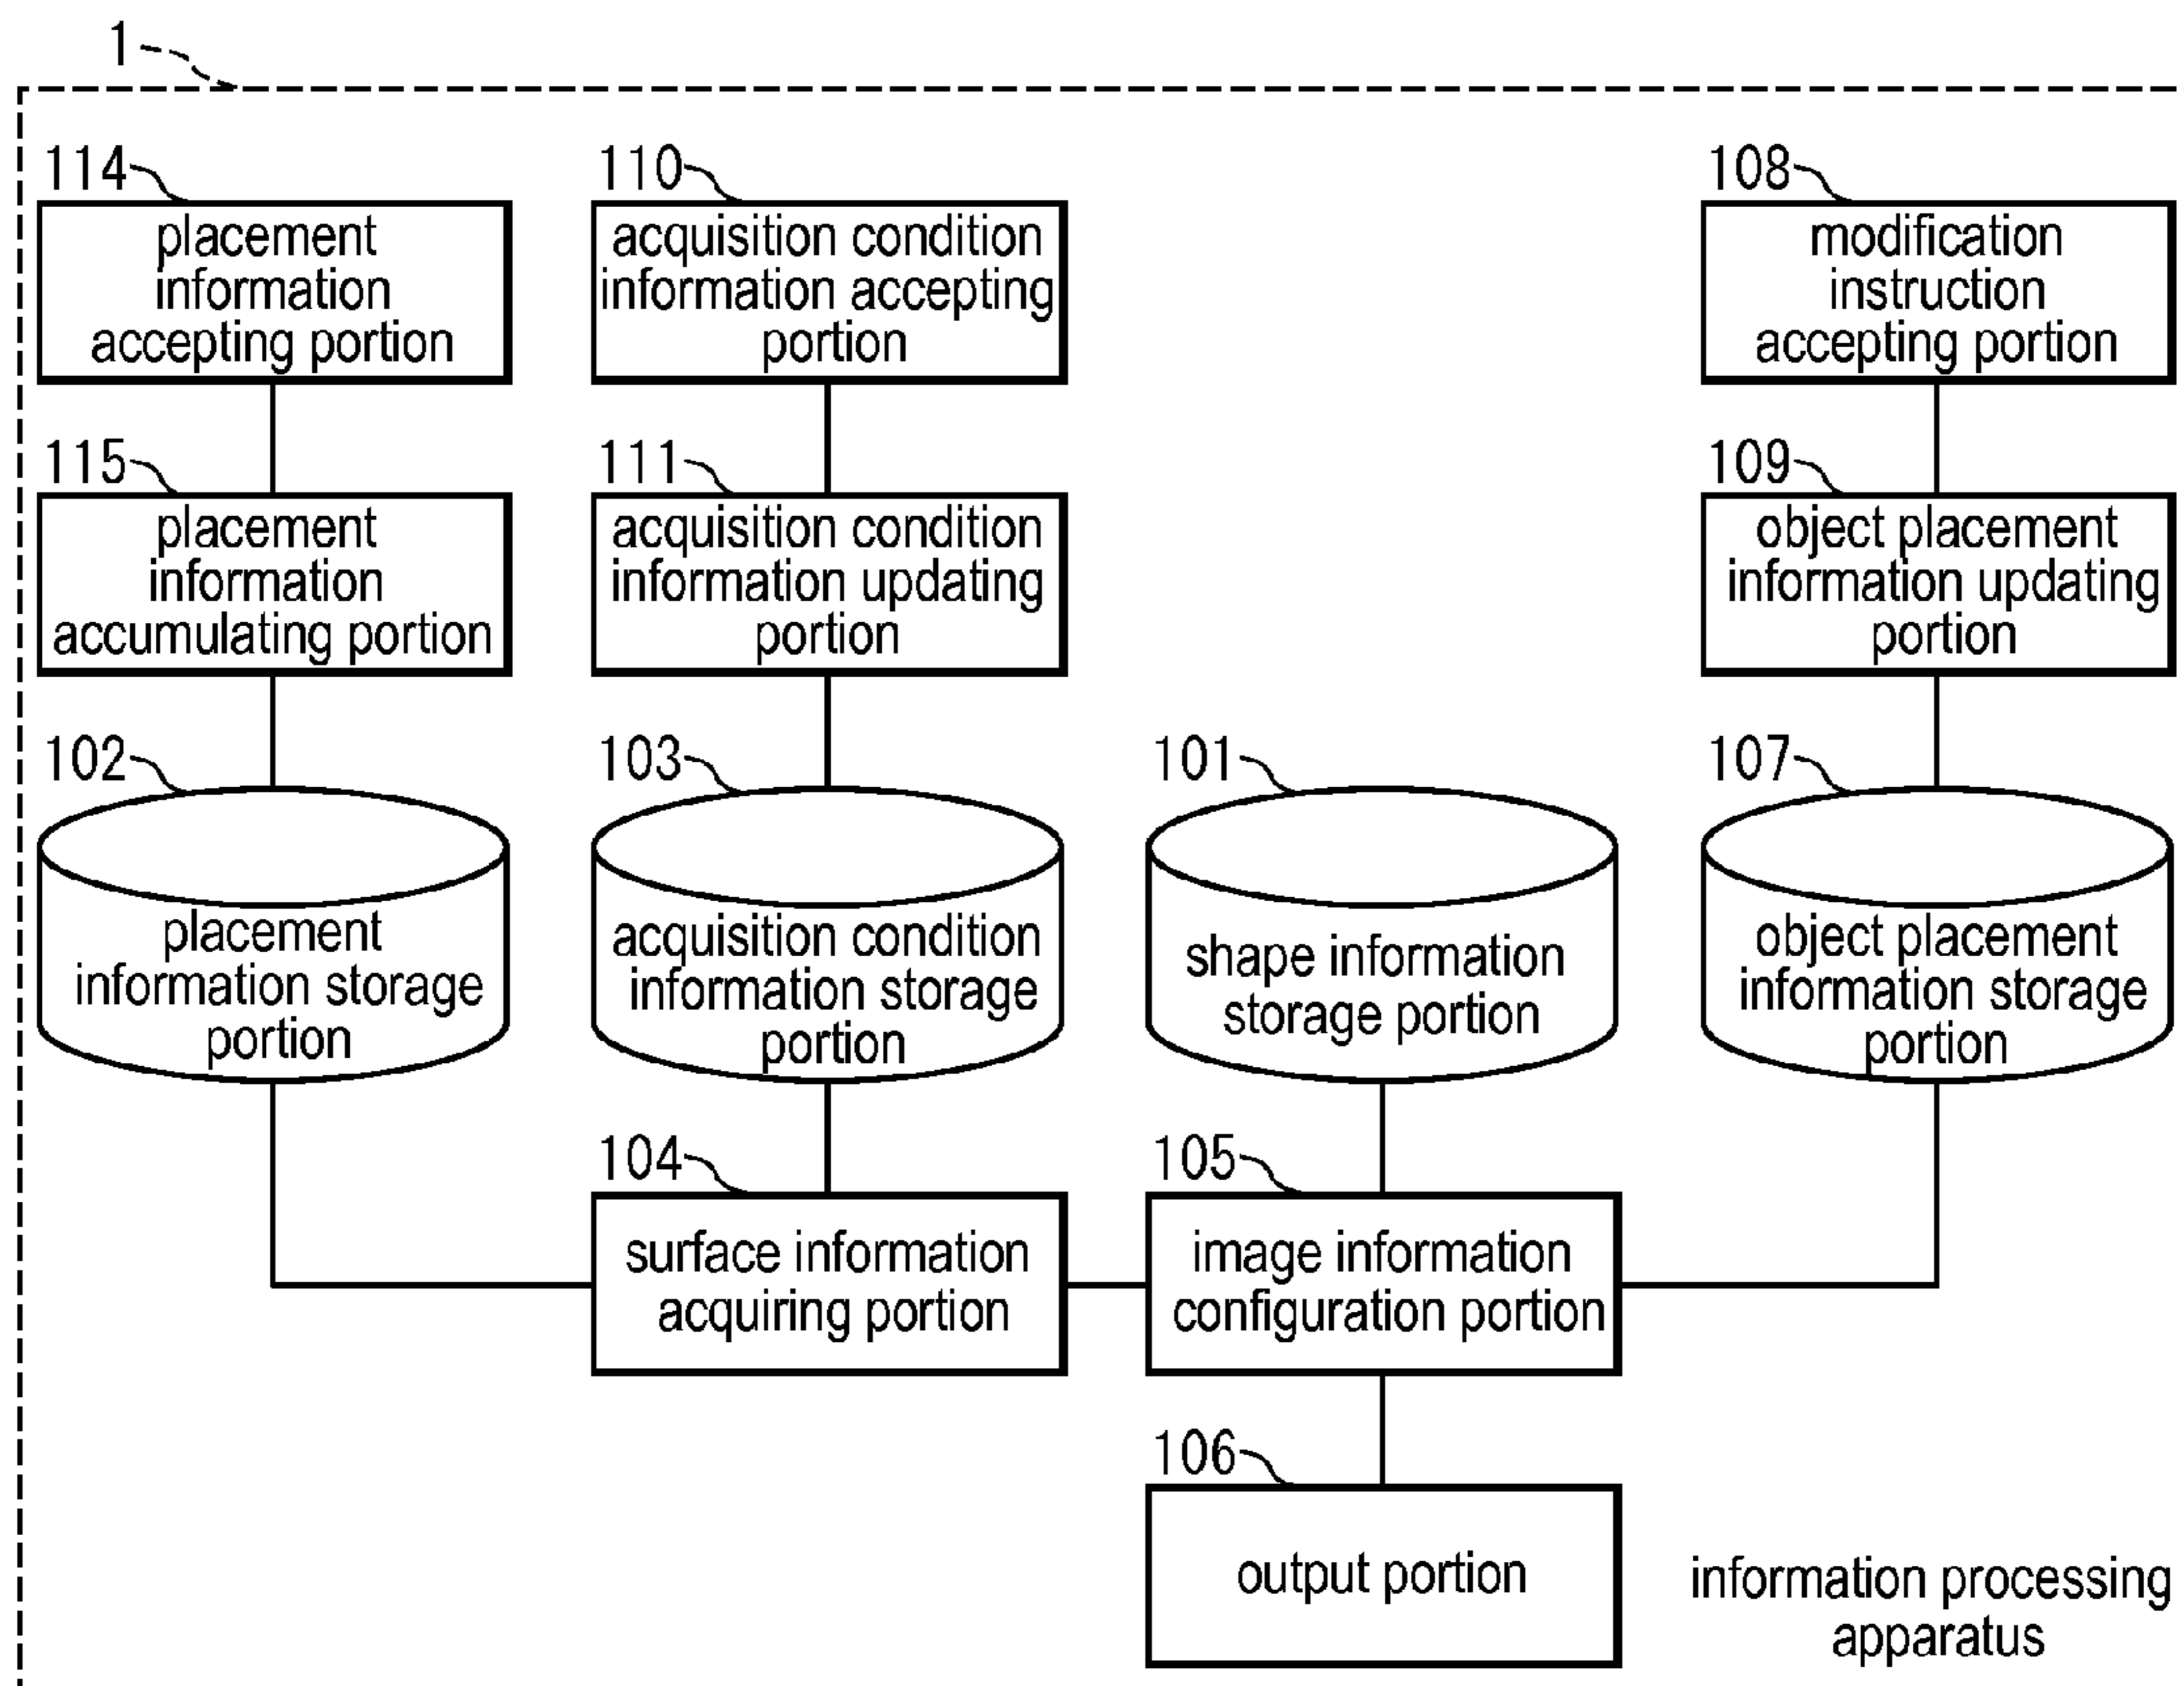 1
114
placement
information
accepting portion
110
acquisition condition
information accepting
portion
108
modification
instruction
accepting portion
115
placement
information
accumulating portion
111
acquisition condition
information updating
portion
109
object placement
information updating
portion
102
placement
information storage
portion
103
acquisition condition
information storage
portion
101
shape information
storage portion
107
object placement
information storage
portion
104
surface information
acquiring portion
105
image information
configuration portion
106
output portion
information processing
apparatus